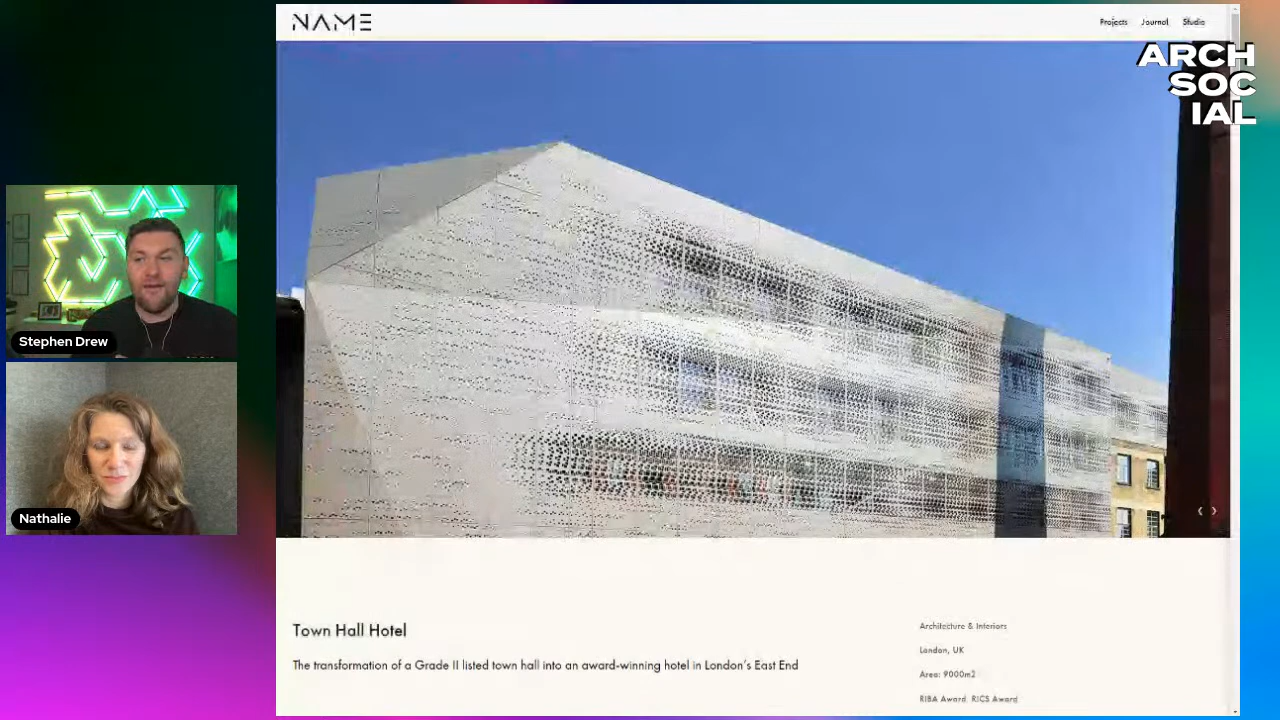 NAME
Projects
Journal
Studio
ARCH
SOC
IAL
Stephen Drew
Nathalie
Town Hall Hotel
The transformation of a Grade II listed town hall into an award-winning hotel in London's East End
Architecture & Interiors
London, UK
Area: 9000m2
RIBA Award RICS Award